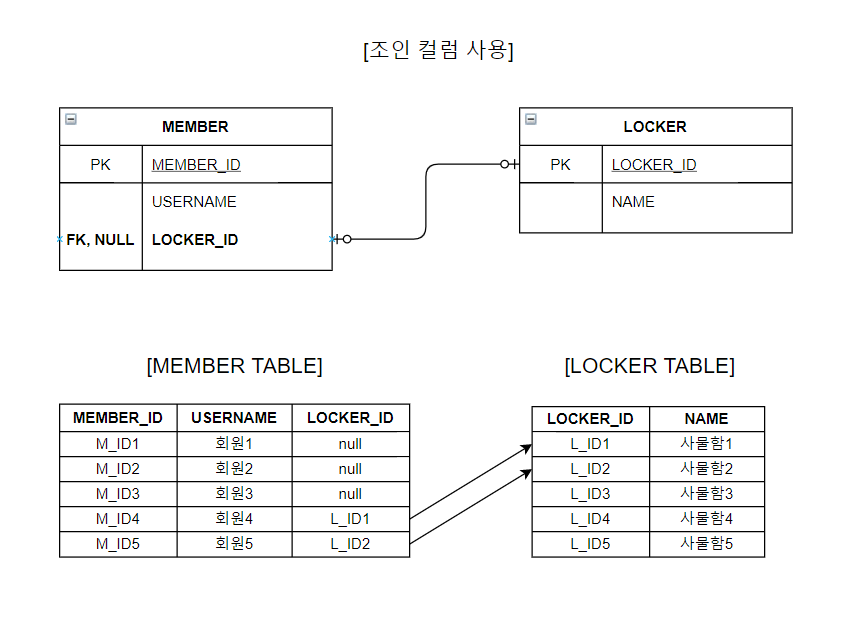 [조인 컬럼 사용]
MEMBER
PK MEMBER_ID
USERNAME
FK, NULL LOCKER_ID
LOCKER
PK LOCKER_ID
NAME
[MEMBER TABLE]
MEMBER_ID USERNAME LOCKER_ID
M_ID1 회원1 null
M_ID2 회원2 null
M_ID3 회원3 null
M_ID4 회원4 L_ID1
M_ID5 회원5 L_ID2
[LOCKER TABLE]
LOCKER_ID NAME
L_ID1 사물함1
L_ID2 사물함2
L_ID3 사물함3
L_ID4 사물함4
L_ID5 사물함5